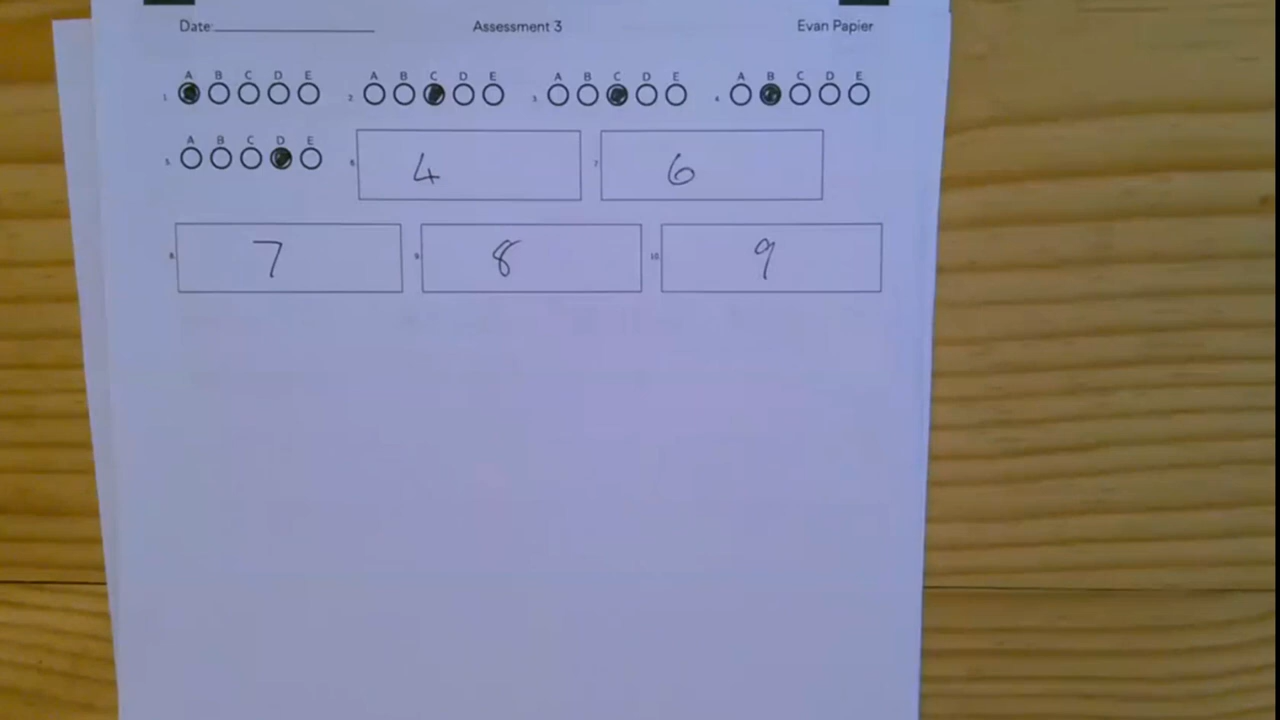 Date: Assessment 3 Evan Papier
A B C D E A B C D E A B C D E A B C D E
1. 2. 3. 4.
A B C D E
5. 6. 4 7. 6
8. 7 9. 8 10. 9